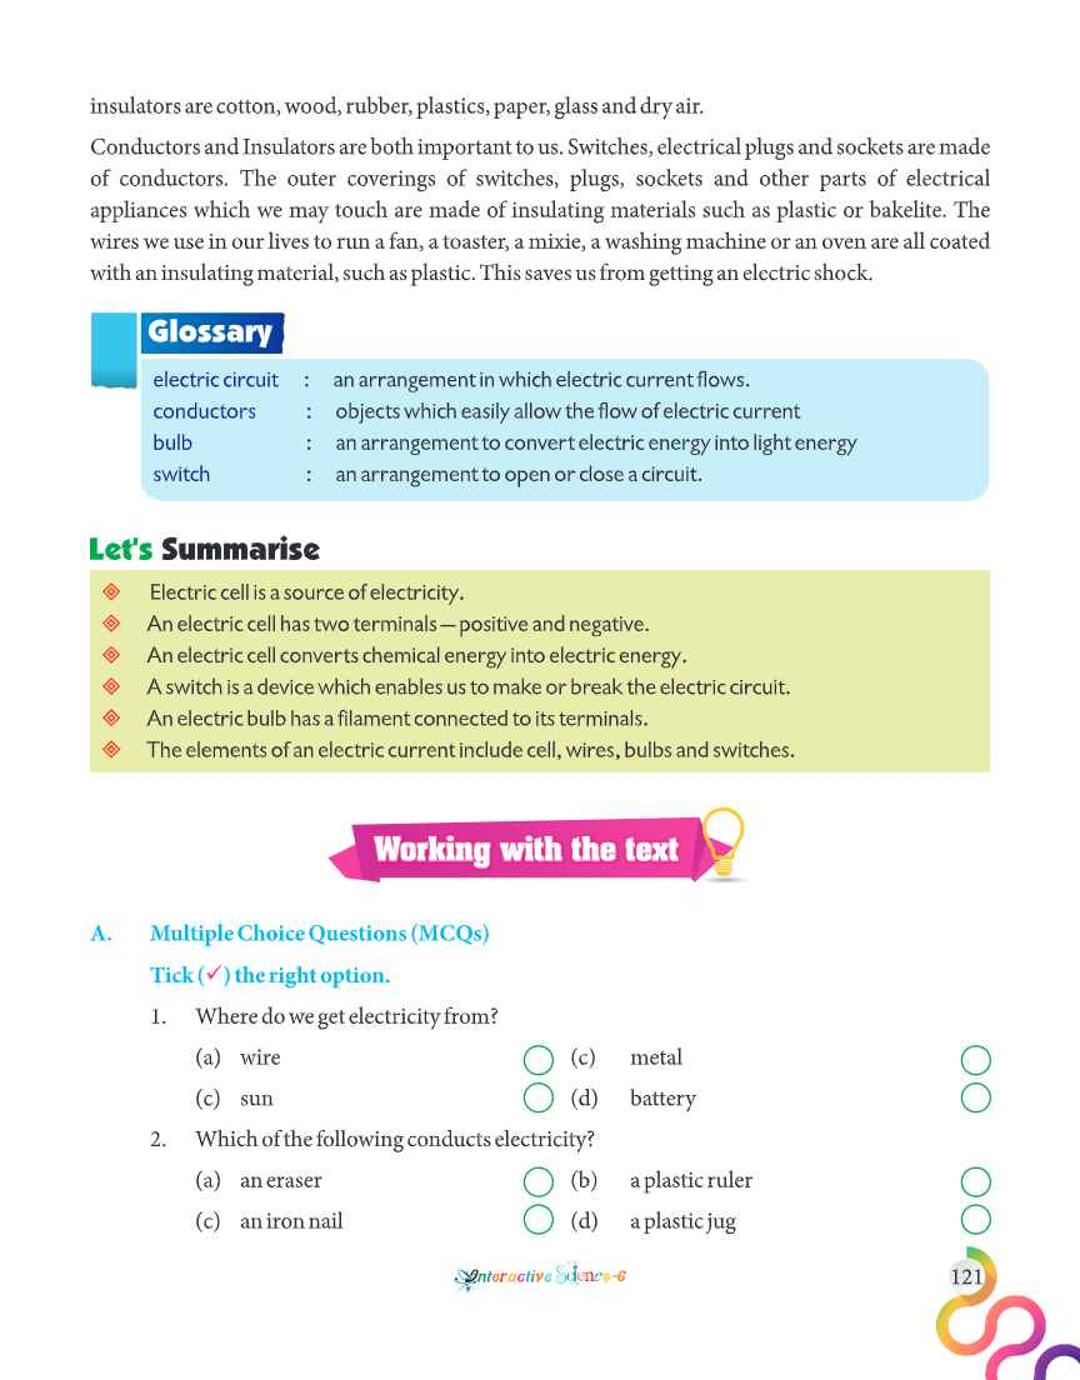 insulators are cotton, wood, rubber, plastics, paper, glass and dry air.
Conductors and Insulators are both important to us. Switches, electrical plugs and sockets are made
of conductors. The outer coverings of switches, plugs, sockets and other parts of electrical
appliances which we may touch are made of insulating materials such as plastic or bakelite. The
wires we use in our lives to run a fan, a toaster, a mixie, a washing machine or an oven are all coated
with an insulating material, such as plastic. This saves us from getting an electric shock.
Glossary
electric circuit : an arrangement in which electric current flows.
conductors : objects which easily allow the flow of electric current
bulb : an arrangement to convert electric energy into light energy
switch : an arrangement to open or close a circuit.
Let's Summarise
Electric cell is a source of electricity.
An electric cell has two terminals – positive and negative.
An electric cell converts chemical energy into electric energy.
A switch is a device which enables us to make or break the electric circuit.
An electric bulb has a filament connected to its terminals.
The elements of an electric current include cell, wires, bulbs and switches.
Working with the text
A. Multiple Choice Questions (MCQs)
Tick (✓) the right option.
1. Where do we get electricity from?
(a) wire (c) metal
(c) sun (d) battery
2. Which of the following conducts electricity?
(a) an eraser (b) a plastic ruler
(c) an iron nail (d) a plastic jug
Interactive Science-6
121